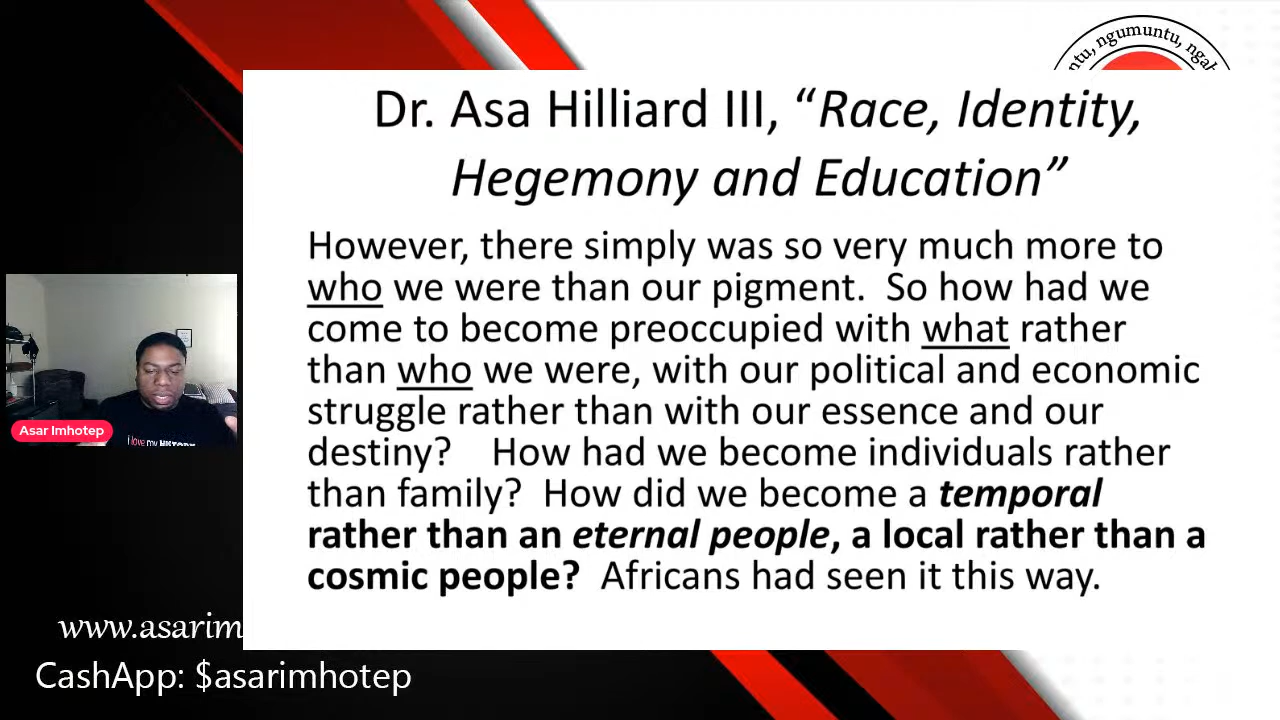 ntu, ngumuntu, ngab
Dr. Asa Hilliard III, “Race, Identity,
Hegemony and Education”
However, there simply was so very much more to
who we were than our pigment.  So how had we
come to become preoccupied with what rather
than who we were, with our political and economic
struggle rather than with our essence and our
destiny?    How had we become individuals rather
than family?  How did we become a temporal
rather than an eternal people, a local rather than a
cosmic people?  Africans had seen it this way.
Asar Imhotep
i love my HISTORY
www.asarim
CashApp: $asarimhotep